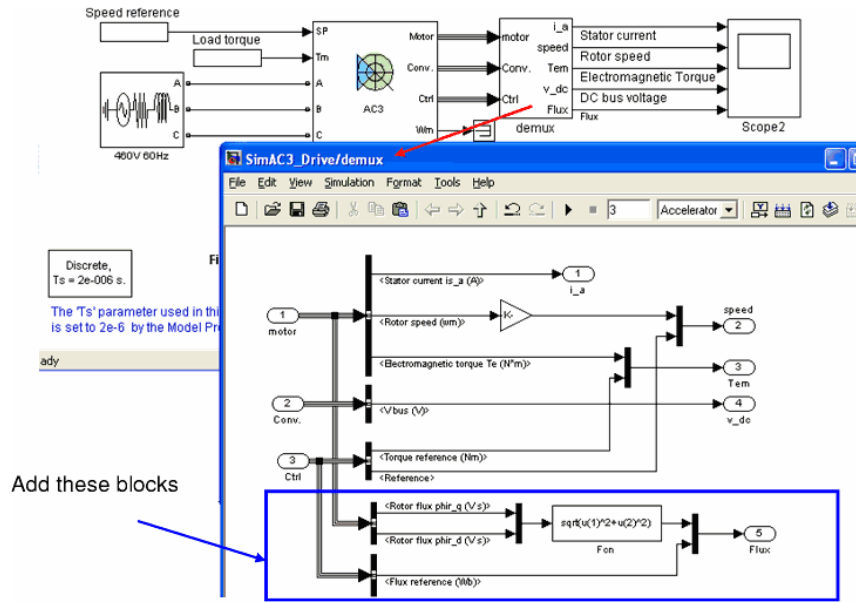 Speed reference
Load torque
SP
Tm
A
B
C
AC3
Motor
Conv.
Ctrl
Wm
motor
Conv.
Ctrl
i_a
speed
Tem
v_dc
Flux
demux
Stator current
Rotor speed
Electromagnetic Torque
DC bus voltage
Flux
Scope2
A
B
C
460V 60Hz
SimAC3_Drive/demux
File Edit View Simulation Format Tools Help
3
Accelerator
Discrete,
Ts = 2e-006 s.
Fi
The 'Ts' parameter used in thi
is set to 2e-6 by the Model Pr
ady
1
motor
<Stator current is_a (A)>
1
i_a
<Rotor speed (wm)>
K-
speed
2
<Electromagnetic torque Te (N*m)>
3
Tem
2
Conv.
<Vbus (V)>
4
v_dc
3
Ctrl
<Torque reference (Nm)>
<Reference>
Add these blocks
<Rotor flux phir_q (V s)>
<Rotor flux phir_d (V s)>
sqrt(u(1)^2+u(2)^2)
Fcn
5
Flux
<Flux reference (Wb)>